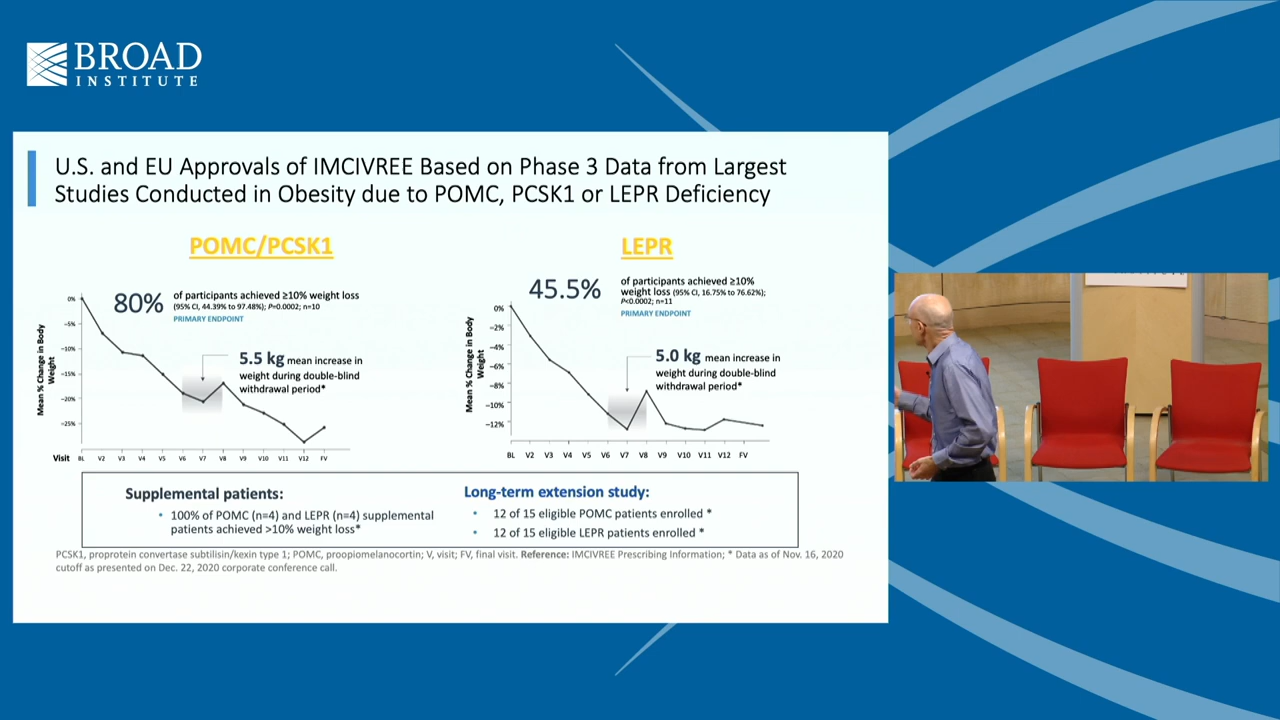 BROAD
INSTITUTE
U.S. and EU Approvals of IMCIVREE Based on Phase 3 Data from Largest
Studies Conducted in Obesity due to POMC, PCSK1 or LEPR Deficiency
POMC/PCSK1
80%
of participants achieved ≥10% weight loss
(95% CI, 44.39% to 97.48%); P=0.0002; n=10
PRIMARY ENDPOINT
5.5 kg mean increase in
weight during double-blind
withdrawal period*
Mean % Change in Body
Weight
0%
−5%
−10%
−15%
−20%
−25%
Visit BL V2 V3 V4 V5 V6 V7 V8 V9 V10 V11 V12 FV
LEPR
45.5%
of participants achieved ≥10%
weight loss (95% CI, 16.75% to 76.62%);
P<0.0002; n=11
PRIMARY ENDPOINT
5.0 kg mean increase in
weight during double-blind
withdrawal period*
Mean % Change in Body
Weight
0%
−2%
−4%
−6%
−8%
−10%
−12%
BL V2 V3 V4 V5 V6 V7 V8 V9 V10 V11 V12 FV
Supplemental patients:
• 100% of POMC (n=4) and LEPR (n=4) supplemental
patients achieved >10% weight loss*
Long-term extension study:
• 12 of 15 eligible POMC patients enrolled *
• 12 of 15 eligible LEPR patients enrolled *
PCSK1, proprotein convertase subtilisin/kexin type 1; POMC, proopiomelanocortin; V, visit; FV, final visit. Reference: IMCIVREE Prescribing Information; * Data as of Nov. 16, 2020
cutoff as presented on Dec. 22, 2020 corporate conference call.